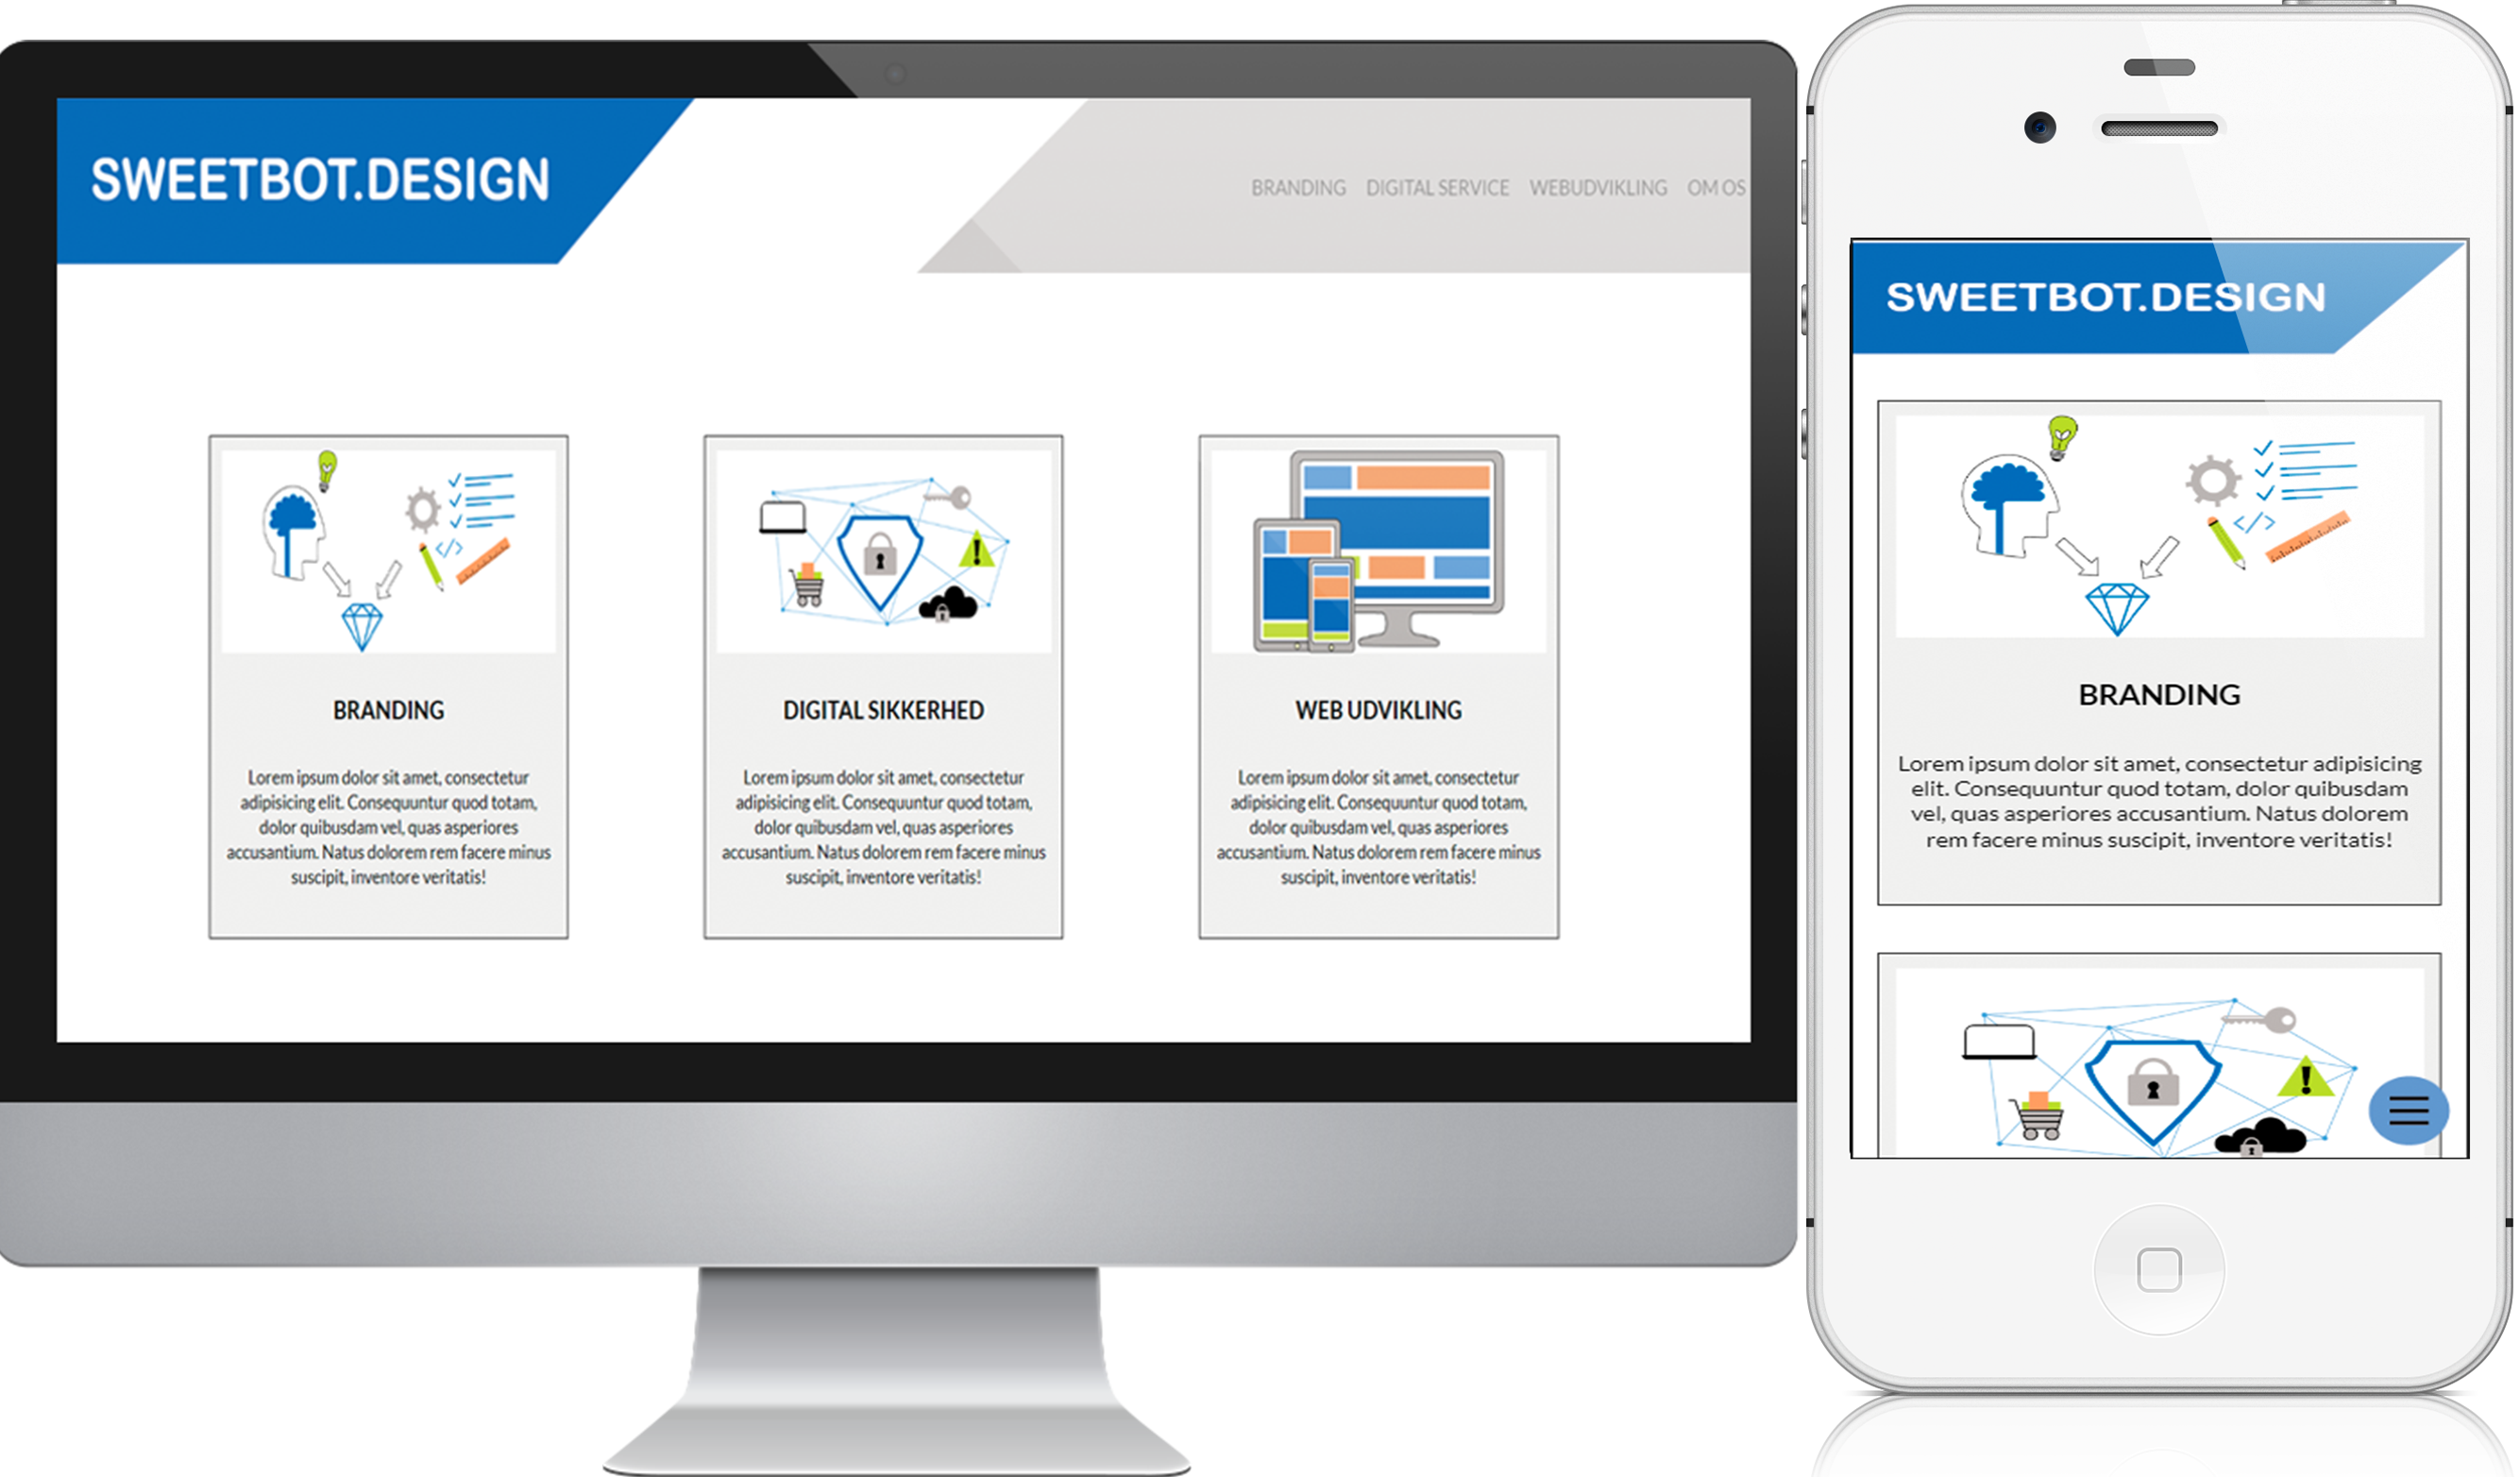 SWEETBOT.DESIGN
BRANDING DIGITAL SERVICE WEBUDVIKLING OM OS
BRANDING
Lorem ipsum dolor sit amet, consectetur
adipisicing elit. Consequuntur quod totam,
dolor quibusdam vel, quas asperiores
accusantium. Natus dolorem rem facere minus
suscipit, inventore veritatis!
DIGITAL SIKKERHED
Lorem ipsum dolor sit amet, consectetur
adipisicing elit. Consequuntur quod totam,
dolor quibusdam vel, quas asperiores
accusantium. Natus dolorem rem facere minus
suscipit, inventore veritatis!
WEB UDVIKLING
Lorem ipsum dolor sit amet, consectetur
adipisicing elit. Consequuntur quod totam,
dolor quibusdam vel, quas asperiores
accusantium. Natus dolorem rem facere minus
suscipit, inventore veritatis!
SWEETBOT.DESIGN
BRANDING
Lorem ipsum dolor sit amet, consectetur adipisicing
elit. Consequuntur quod totam, dolor quibusdam
vel, quas asperiores accusantium. Natus dolorem
rem facere minus suscipit, inventore veritatis!